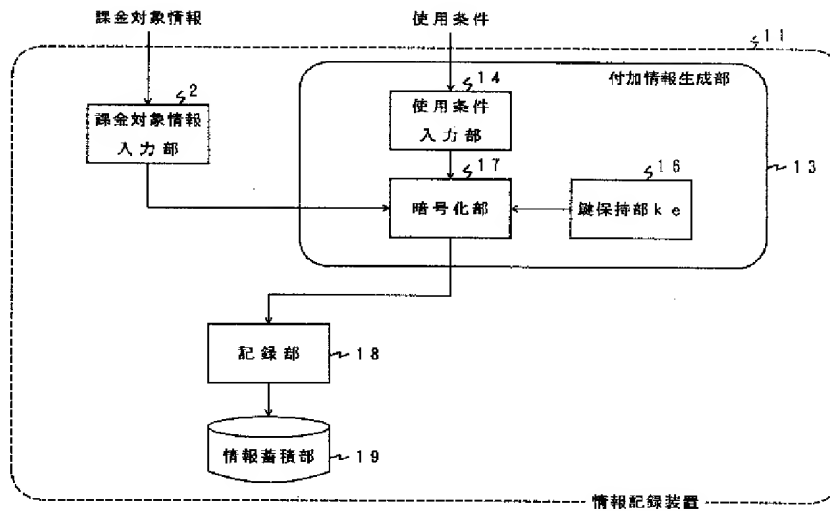 課金対象情報
使用条件
11
付加情報生成部
2
課金対象情報
入力部
14
使用条件
入力部
13
17
暗号化部
16
鍵保持部ke
記録部
18
情報蓄積部
19
情報記録装置